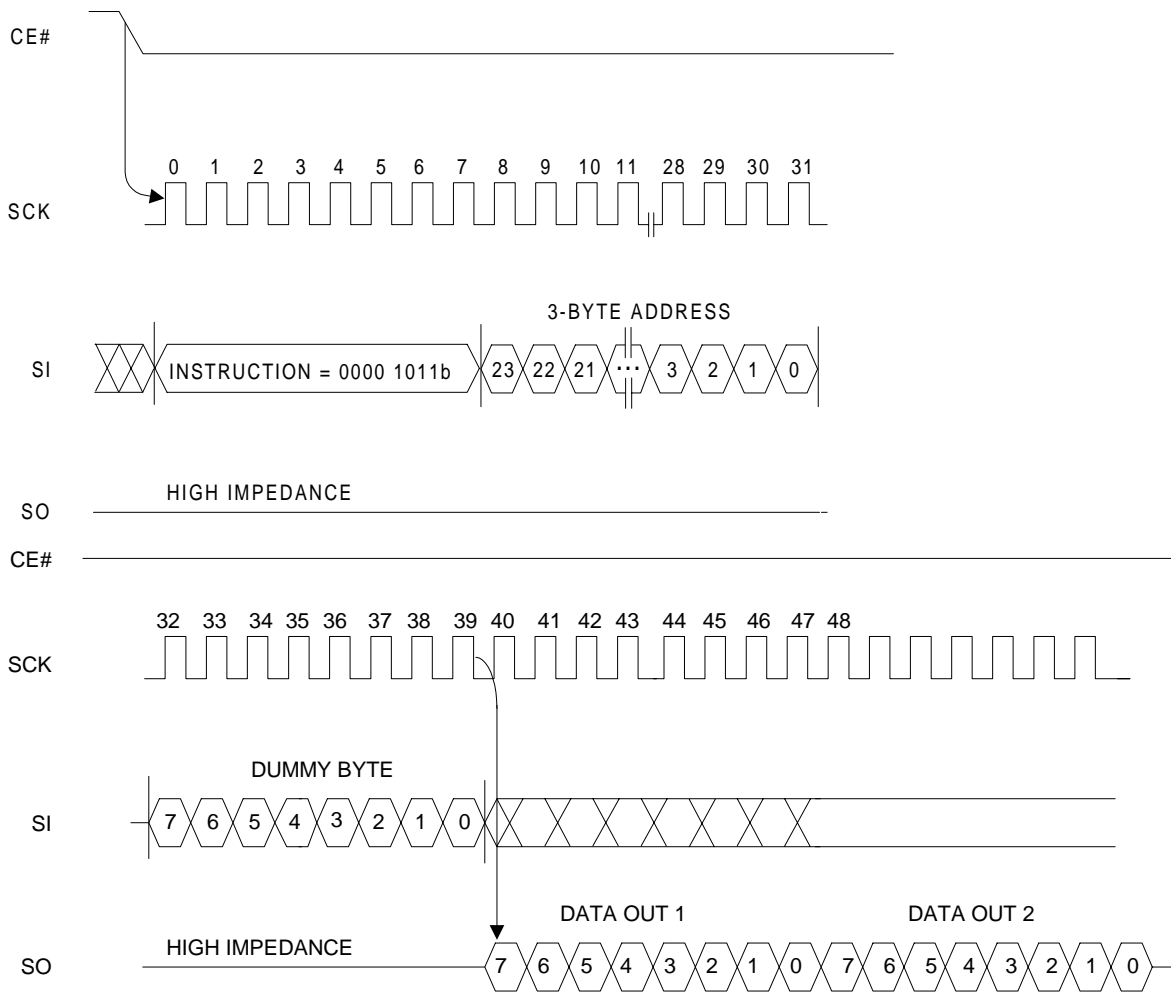 CE#
0 1 2 3 4 5 6 7 8 9 10 11 28 29 30 31
SCK
3-BYTE ADDRESS
SI INSTRUCTION = 0000 1011b 23 22 21 ... 3 2 1 0
HIGH IMPEDANCE
SO
CE#
32 33 34 35 36 37 38 39 40 41 42 43 44 45 46 47 48
SCK
DUMMY BYTE
SI 7 6 5 4 3 2 1 0
DATA OUT 1 DATA OUT 2
HIGH IMPEDANCE
SO 7 6 5 4 3 2 1 0 7 6 5 4 3 2 1 0